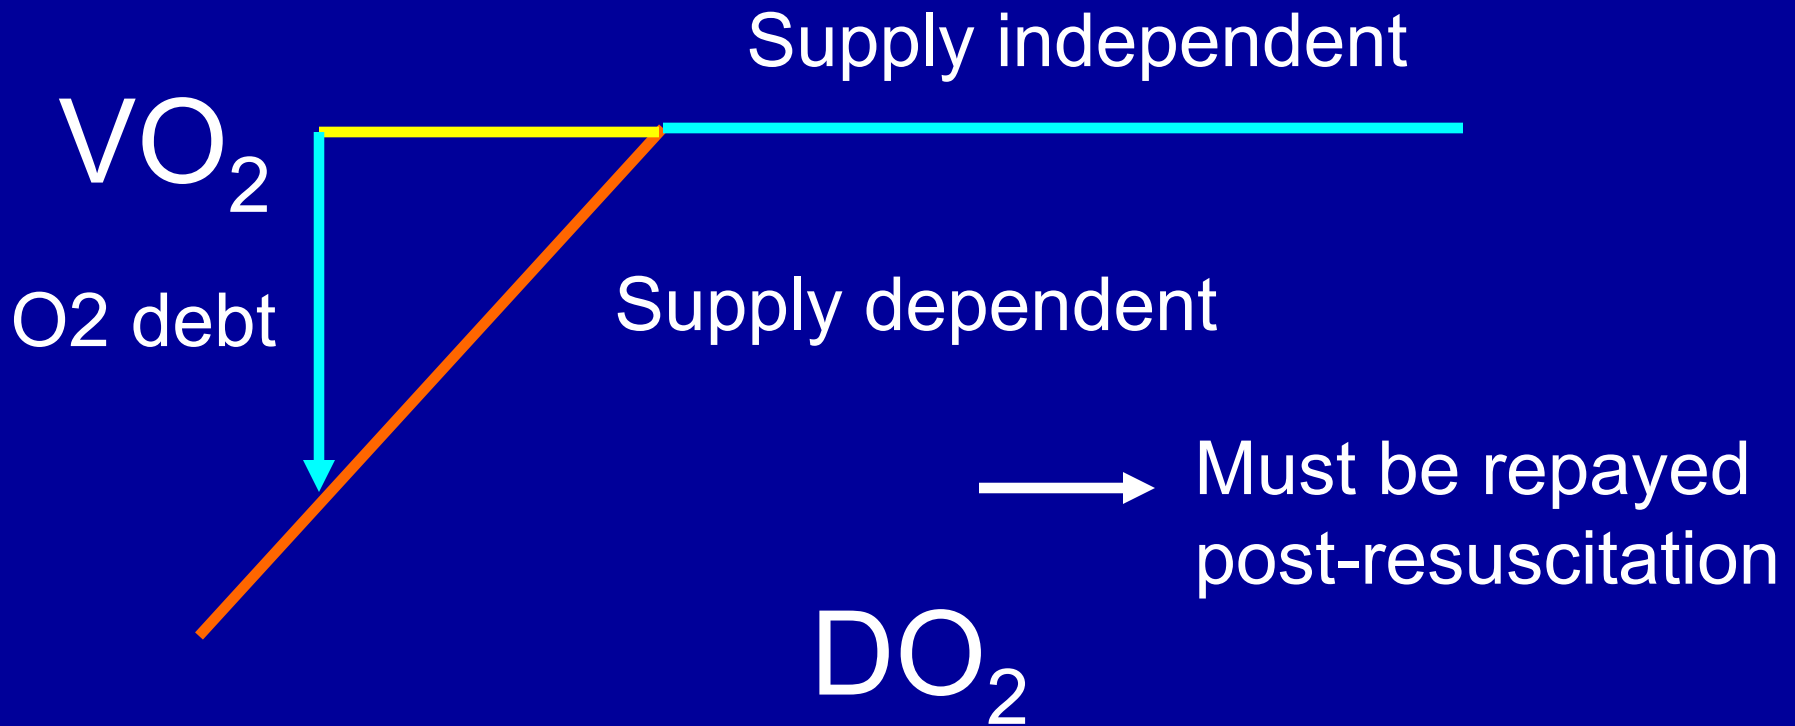 Supply independent
VO₂
O2 debt
Supply dependent
Must be repayed
post-resuscitation
DO₂